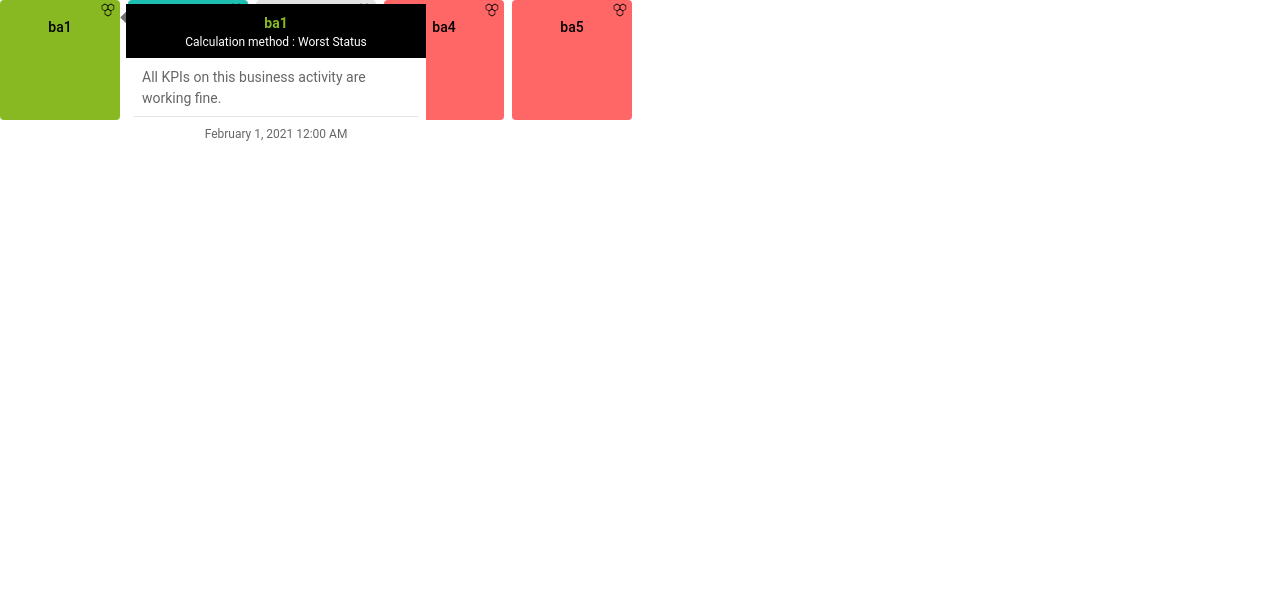 ba1
ba1
Calculation method : Worst Status
All KPIs on this business activity are
working fine.
February 1, 2021 12:00 AM
ba4
ba5